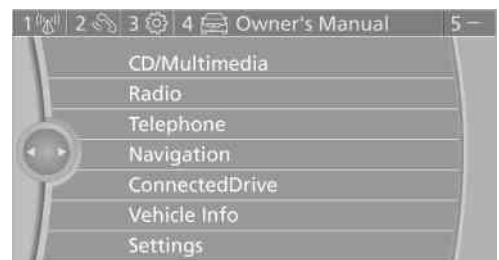 1 2 3 4 Owner's Manual 5 –
CD/Multimedia
Radio
Telephone
Navigation
ConnectedDrive
Vehicle Info
Settings